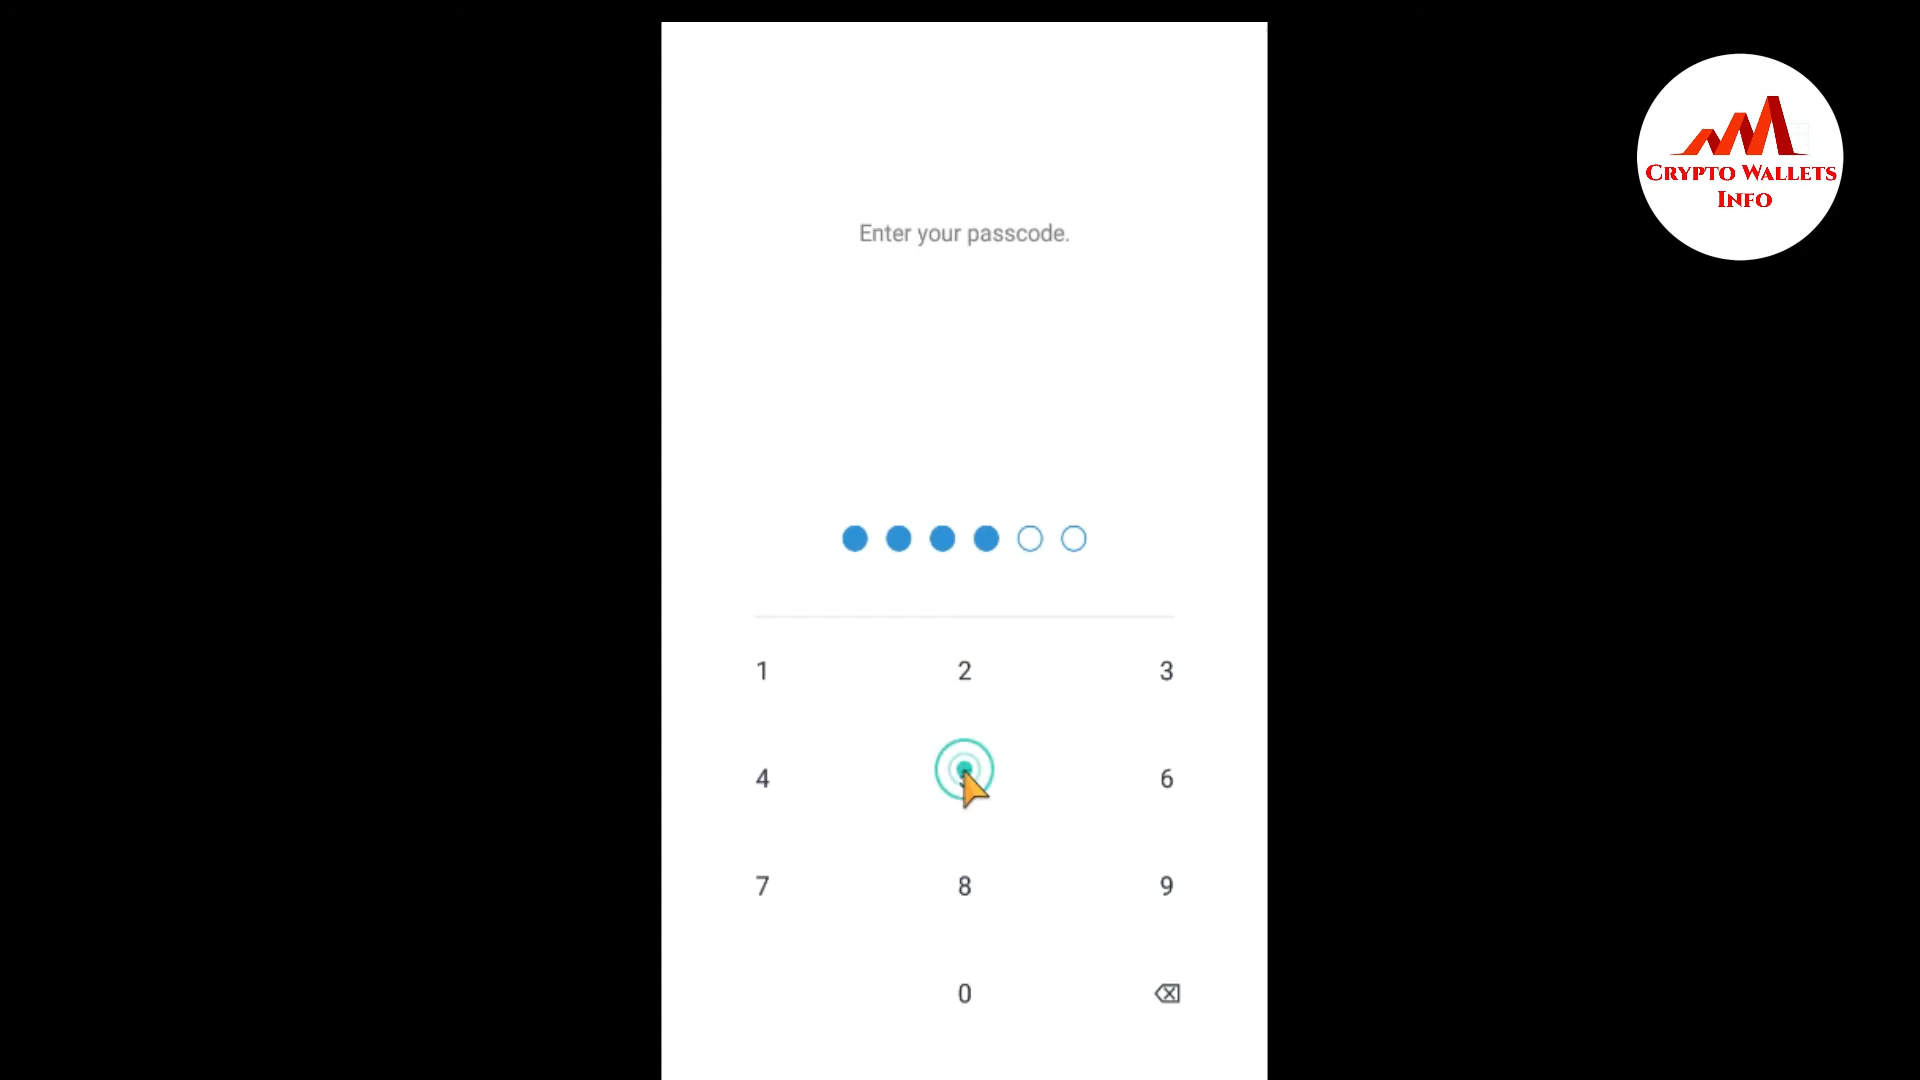 Enter your passcode.
CRYPTO WALLETS
INFO
1 2 3
4 6
7 8 9
0